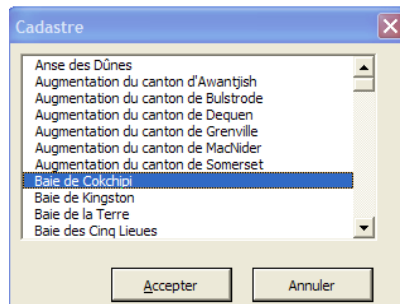 Cadastre
Anse des Dûnes
Augmentation du canton d'Awantjish
Augmentation du canton de Bulstrode
Augmentation du canton de Dequen
Augmentation du canton de Grenville
Augmentation du canton de MacNider
Augmentation du canton de Somerset
Baie de Cokchipi
Baie de Kingston
Baie de la Terre
Baie des Cinq Lieues
Accepter
Annuler